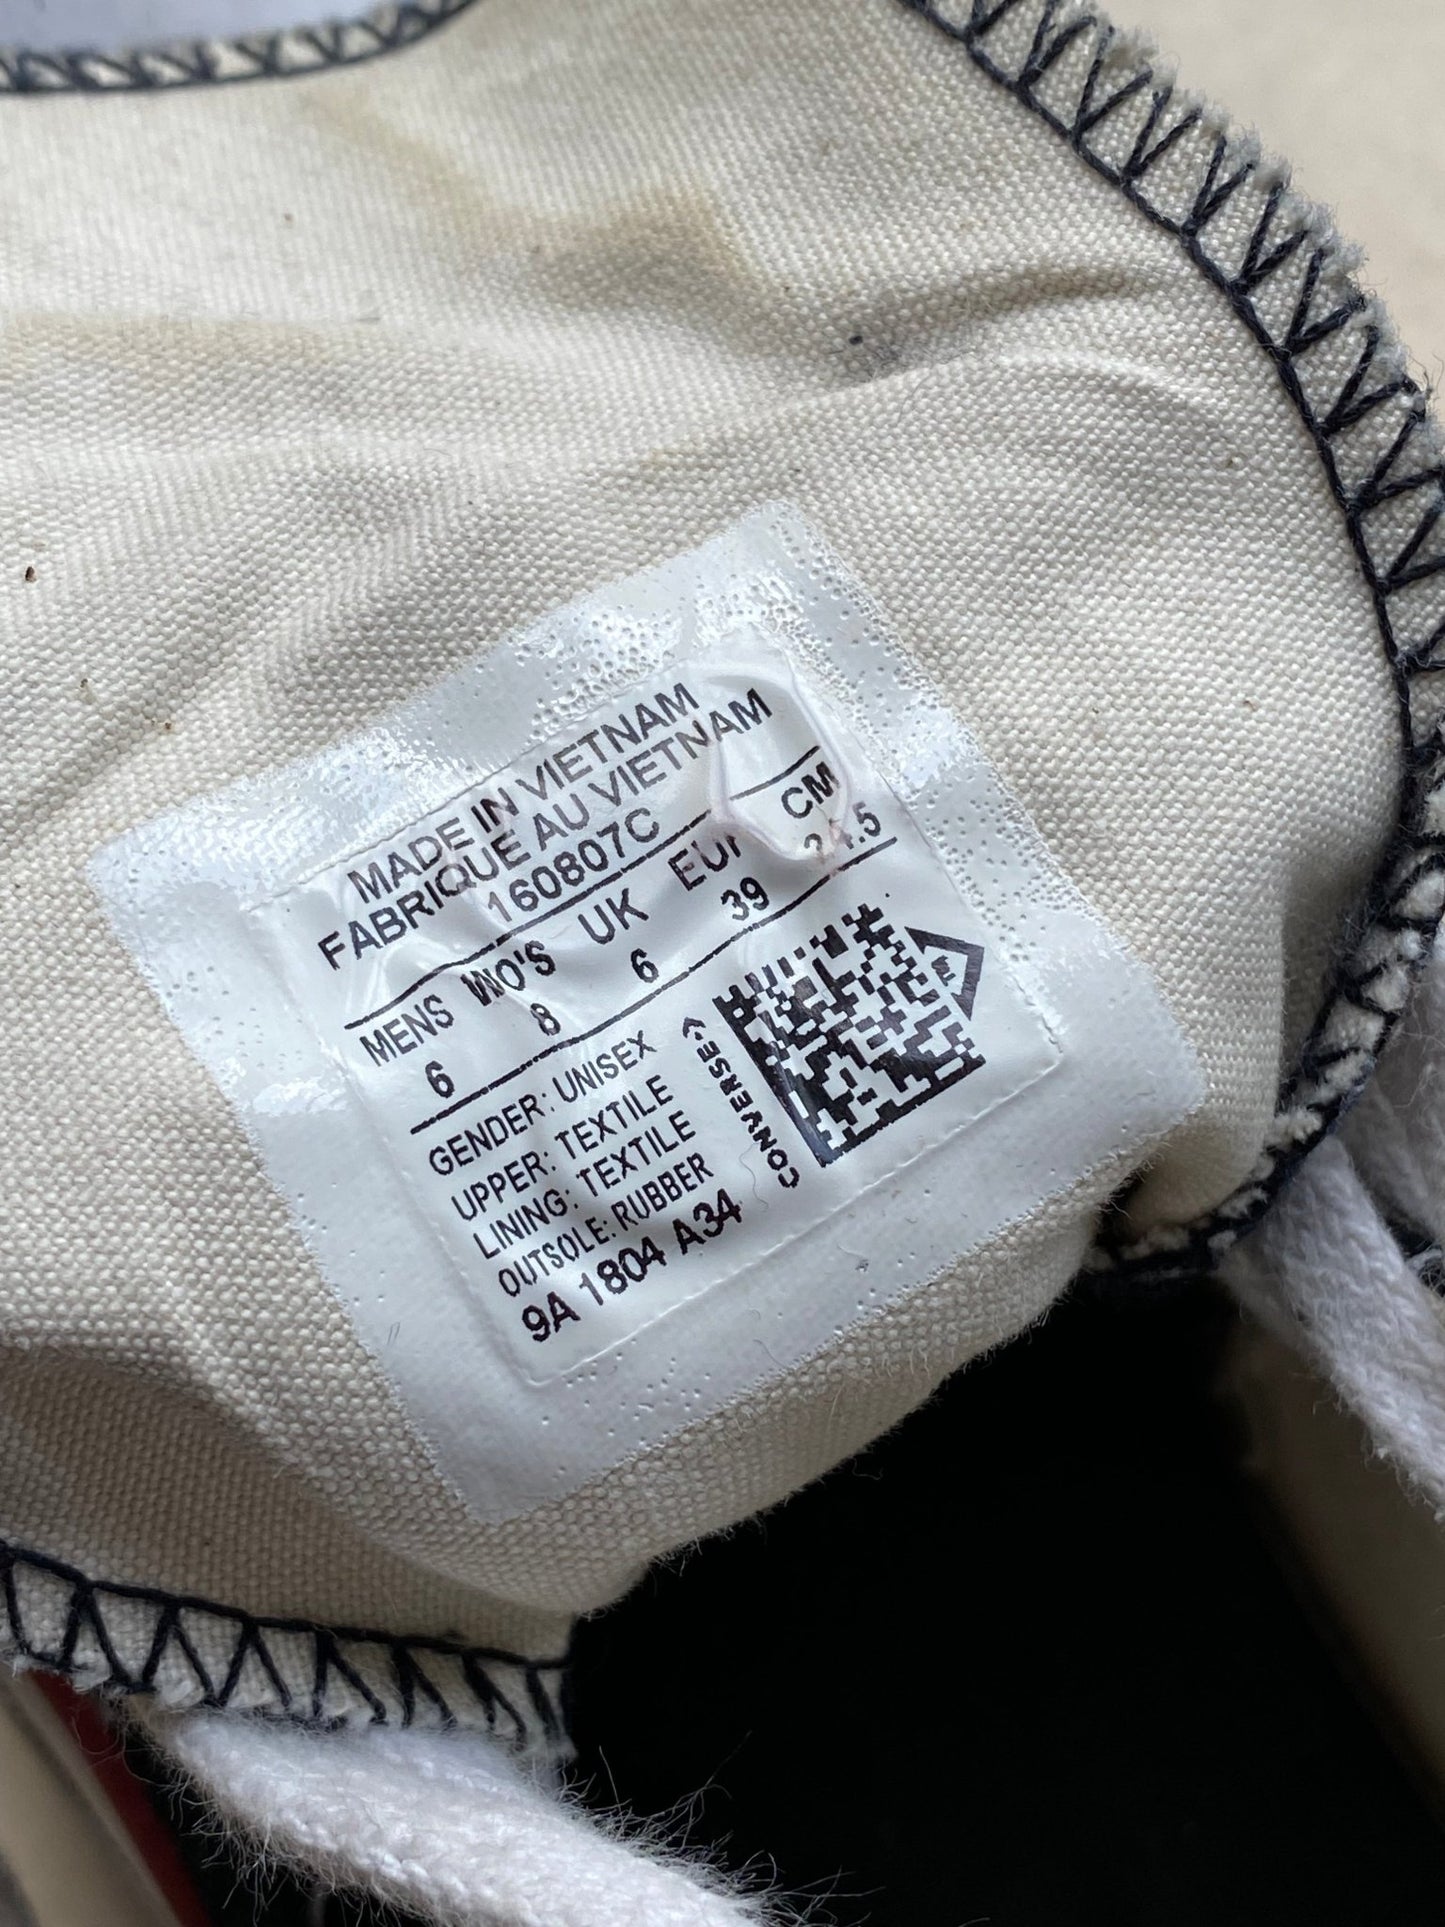 MADE IN VIETNAM
FABRIQUE AU VIETNAM
160807C
MENS WO'S UK EUR CM
6 8 6 39 24.5
GENDER: UNISEX
UPPER: TEXTILE
LINING: TEXTILE
OUTSOLE: RUBBER
9A 1804 A34
CONVERSE